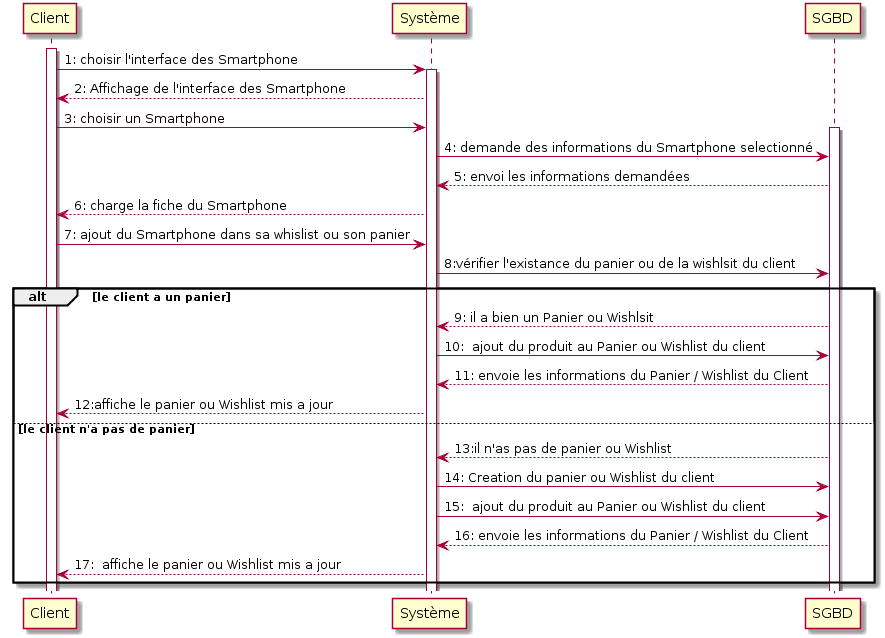 Client
Système
SGBD
1: choisir l'interface des Smartphone
2: Affichage de l'interface des Smartphone
3: choisir un Smartphone
4: demande des informations du Smartphone selectionné
5: envoi les informations demandées
6: charge la fiche du Smartphone
7: ajout du Smartphone dans sa whislist ou son panier
8:vérifier l'existance du panier ou de la wishlsit du client
alt [le client a un panier]
9: il a bien un Panier ou Wishlsit
10:  ajout du produit au Panier ou Wishlist du client
11: envoie les informations du Panier / Wishlist du Client
12:affiche le panier ou Wishlist mis a jour
[le client n'a pas de panier]
13:il n'as pas de panier ou Wishlist
14: Creation du panier ou Wishlist du client
15:  ajout du produit au Panier ou Wishlist du client
16: envoie les informations du Panier / Wishlist du Client
17:  affiche le panier ou Wishlist mis a jour
Client
Système
SGBD